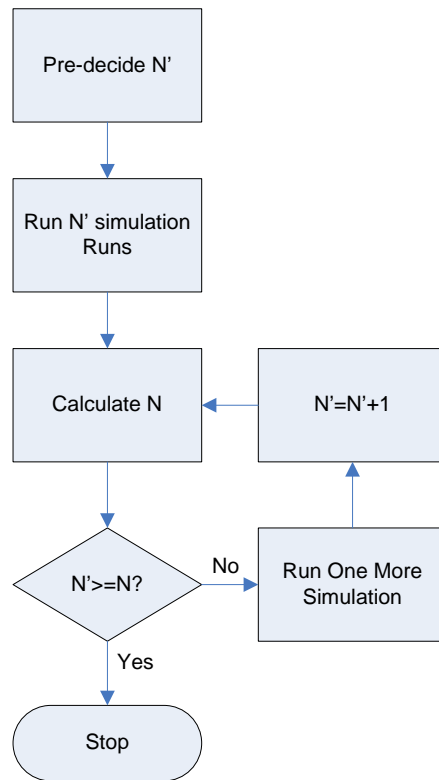 Pre-decide N’
Run N’ simulation
Runs
Calculate N
N’=N’+1
N’>=N?
No
Run One More
Simulation
Yes
Stop